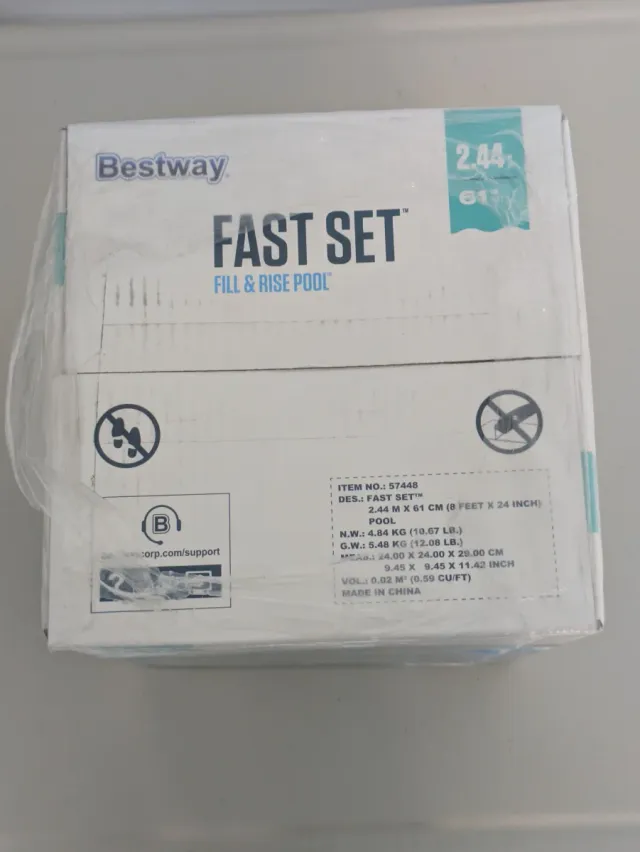 Bestway
2.44
61
FAST SET™
FILL & RISE POOL™
B
corp.com/support
ITEM NO.: 57448
DES.: FAST SET™
2.44 M X 61 CM (8 FEET X 24 INCH)
POOL
N.W.: 4.84 KG (10.67 LB.)
G.W.: 5.48 KG (12.08 LB.)
MEAS.: 24.00 X 24.00 X 29.00 CM
9.45 X 9.45 X 11.42 INCH
VOL.: 0.02 M³ (0.59 CU/FT)
MADE IN CHINA